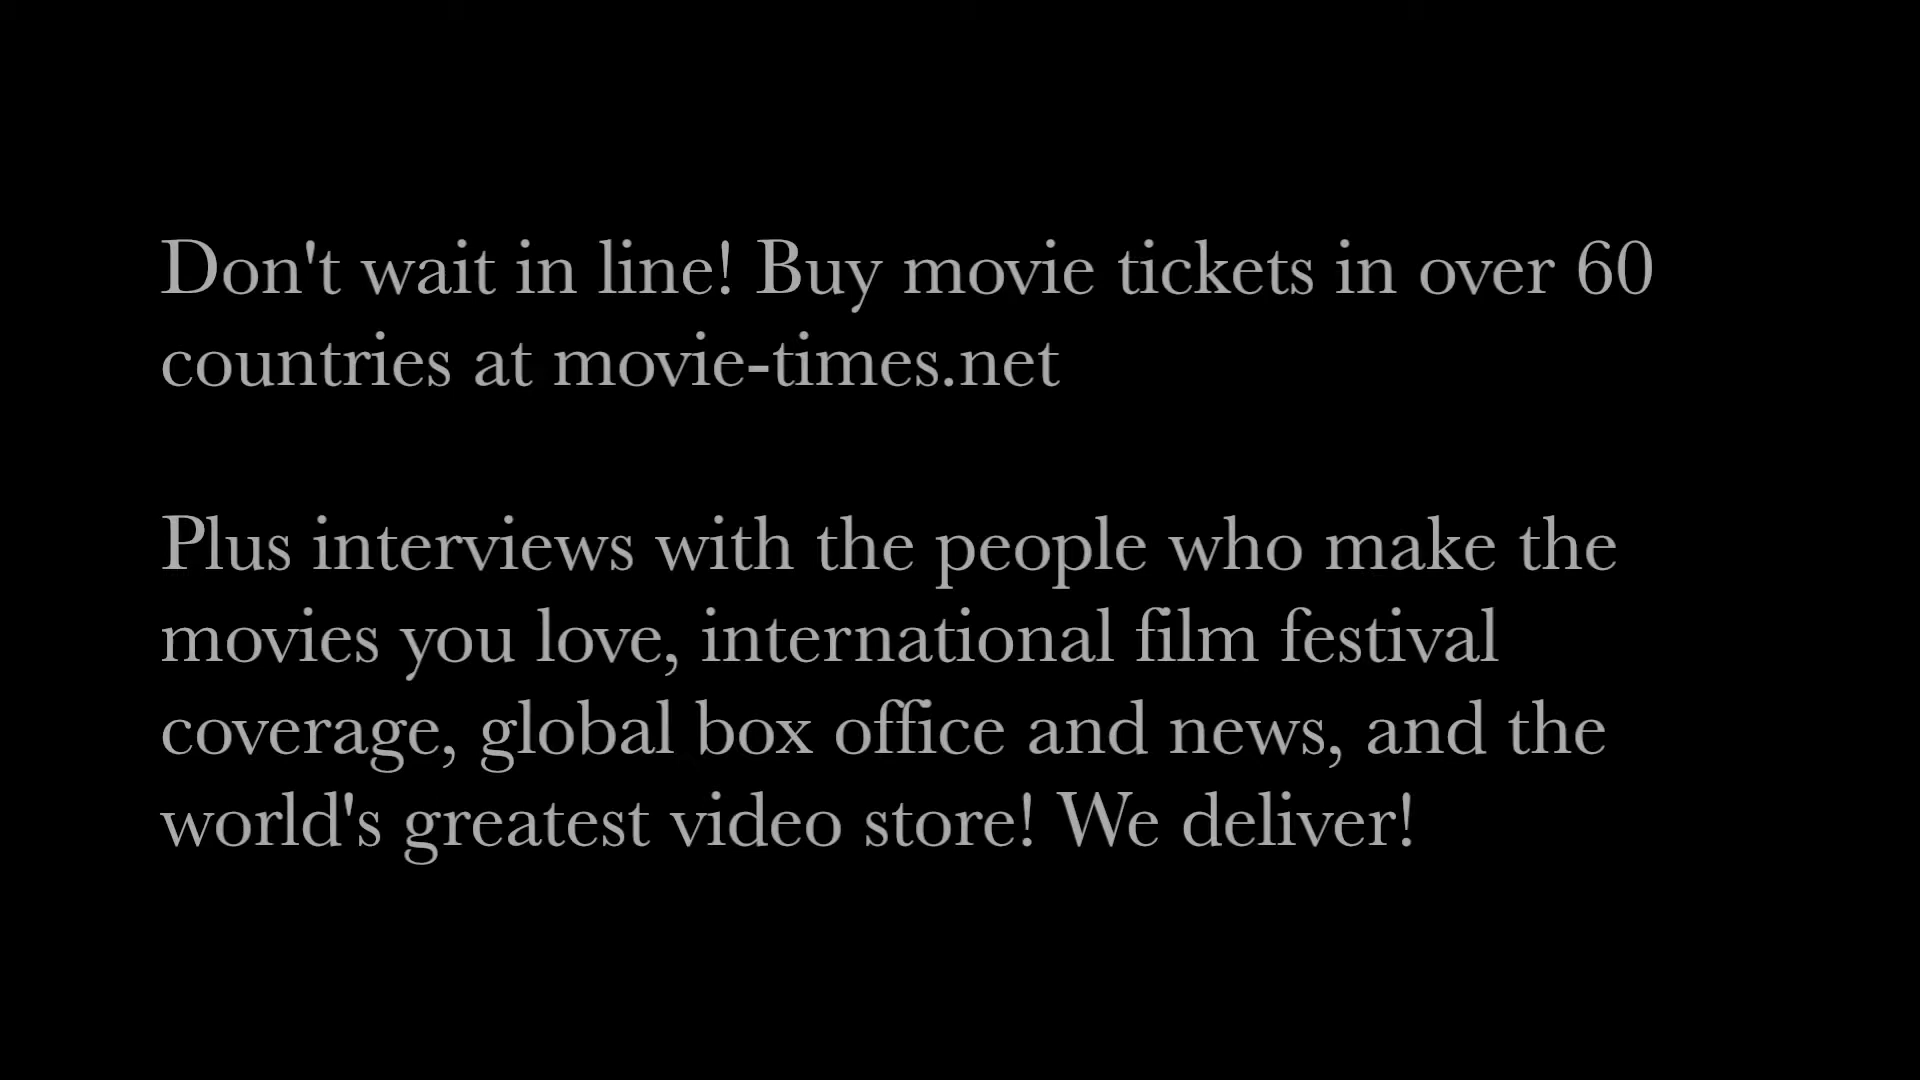 Don't wait in line! Buy movie tickets in over 60
countries at movie-times.net
Plus interviews with the people who make the
movies you love, international film festival
coverage, global box office and news, and the
world's greatest video store! We deliver!